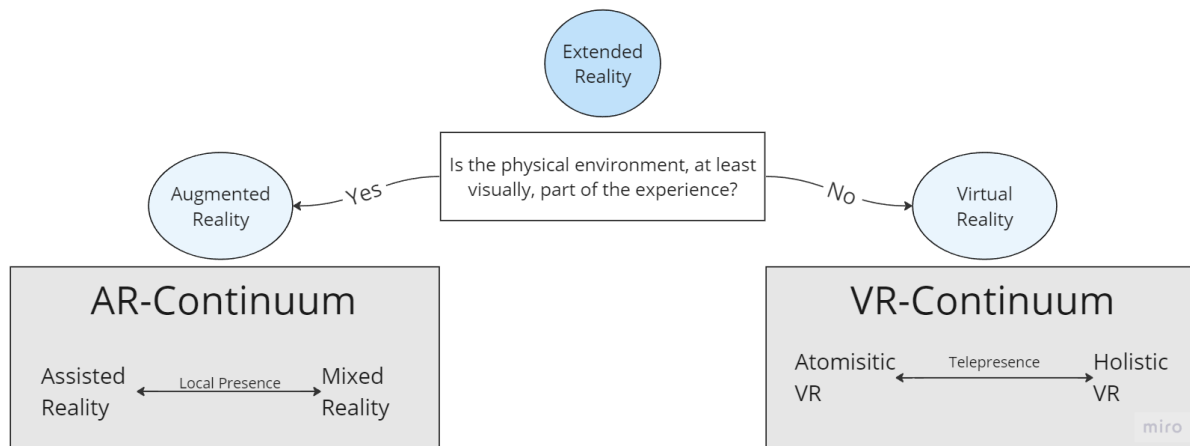 Extended
Reality
Is the physical environment, at least
visually, part of the experience?
Yes
No
Augmented
Reality
Virtual
Reality
AR-Continuum
Assisted
Reality
Local Presence
Mixed
Reality
VR-Continuum
Atomisitic
VR
Telepresence
Holistic
VR
miro